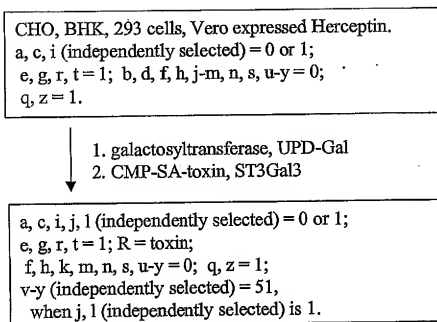 CHO, BHK, 293 cells, Vero expressed Herceptin.
a, c, i (independently selected) = 0 or 1;
e, g, r, t = 1; b, d, f, h, j-m, n, s, u-y = 0;
q, z = 1.
1. galactosyltransferase, UPD-Gal
2. CMP-SA-toxin, ST3Gal3
a, c, i, j, l (independently selected) = 0 or 1;
e, g, r, t = 1; R = toxin;
f, h, k, m, n, s, u-y = 0; q, z = 1;
v-y (independently selected) = 51,
when j, l (independently selected) is 1.